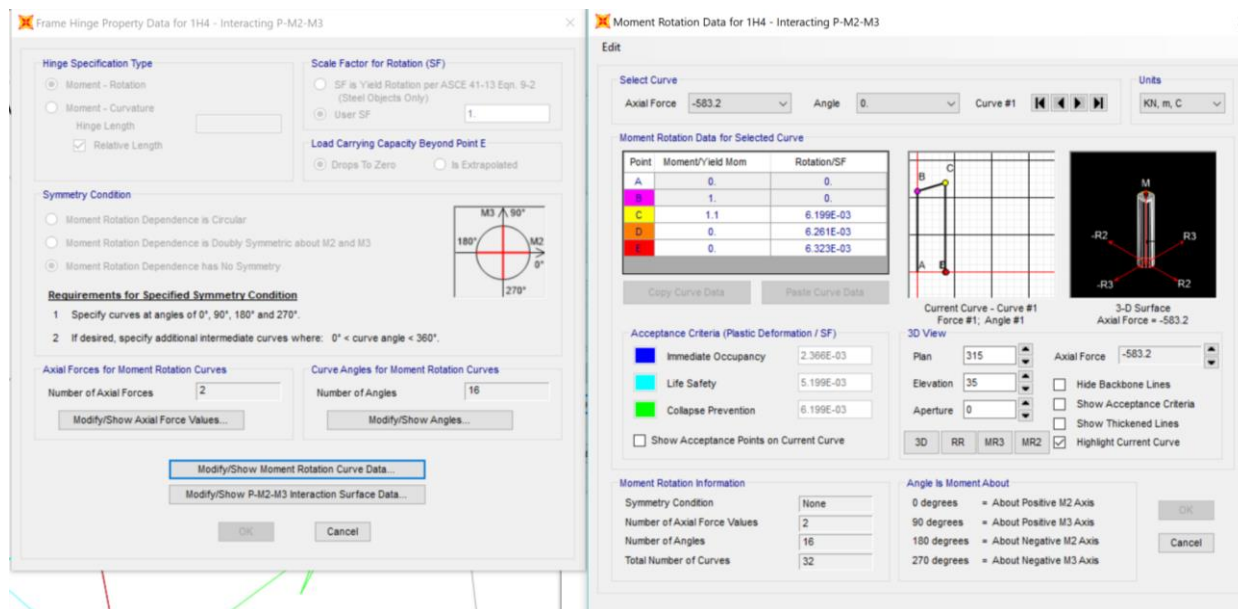 Frame Hinge Property Data for 1H4 - Interacting P-M2-M3
Hinge Specification Type
Moment - Rotation
Moment - Curvature
Hinge Length
Relative Length
Scale Factor for Rotation (SF)
SF is Yield Rotation per ASCE 41-13 Eqn. 9-2
(Steel Objects Only)
User SF 1.
Load Carrying Capacity Beyond Point E
Drops To Zero Is Extrapolated
Symmetry Condition
Moment Rotation Dependence is Circular
Moment Rotation Dependence is Doubly Symmetric about M2 and M3
Moment Rotation Dependence has No Symmetry
M3 90°
180° M2
0°
270°
Requirements for Specified Symmetry Condition
1 Specify curves at angles of 0°, 90°, 180° and 270°.
2 If desired, specify additional intermediate curves where: 0° < curve angle < 360°.
Axial Forces for Moment Rotation Curves
Number of Axial Forces 2
Modify/Show Axial Force Values...
Curve Angles for Moment Rotation Curves
Number of Angles 16
Modify/Show Angles...
Modify/Show Moment Rotation Curve Data...
Modify/Show P-M2-M3 Interaction Surface Data...
OK Cancel
Moment Rotation Data for 1H4 - Interacting P-M2-M3
Edit
Select Curve
Axial Force -583.2 Angle 0. Curve #1
Units
KN, m, C
Moment Rotation Data for Selected Curve
Point Moment/Yield Mom Rotation/SF
A 0. 0.
B 1. 0.
C 1.1 6.199E-03
D 0. 6.261E-03
E 0. 6.323E-03
Copy Curve Data Paste Curve Data
B C
A E
Current Curve - Curve #1
Force #1; Angle #1
M
-R2 R3
-R3 R2
3-D Surface
Axial Force = -583.2
Acceptance Criteria (Plastic Deformation / SF)
Immediate Occupancy 2.366E-03
Life Safety 5.199E-03
Collapse Prevention 6.199E-03
Show Acceptance Points on Current Curve
3D View
Plan 315
Elevation 35
Aperture 0
3D RR MR3 MR2
Axial Force -583.2
Hide Backbone Lines
Show Acceptance Criteria
Show Thickened Lines
Highlight Current Curve
Moment Rotation Information
Symmetry Condition None
Number of Axial Force Values 2
Number of Angles 16
Total Number of Curves 32
Angle Is Moment About
0 degrees = About Positive M2 Axis
90 degrees = About Positive M3 Axis
180 degrees = About Negative M2 Axis
270 degrees = About Negative M3 Axis
OK
Cancel